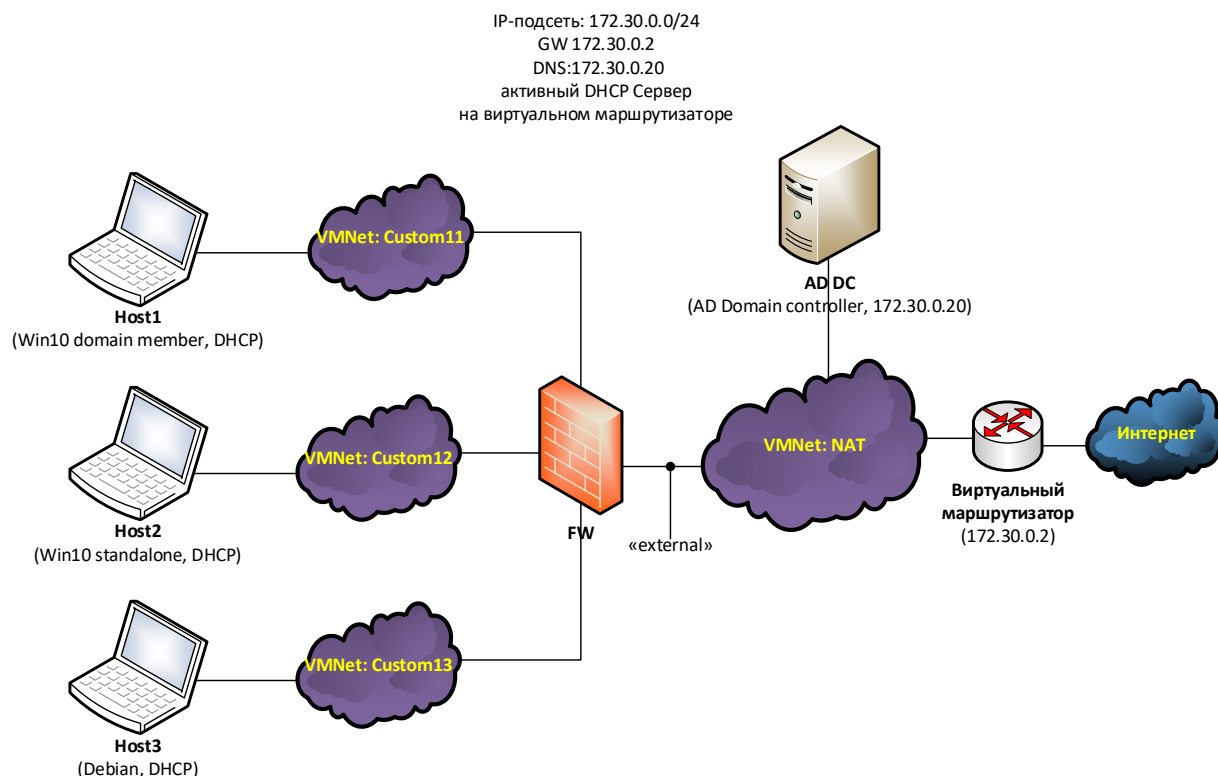 IP-подсеть: 172.30.0.0/24
GW 172.30.0.2
DNS:172.30.0.20
активный DHCP Сервер
на виртуальном маршрутизаторе
VMNet: Custom11
Host1
(Win10 domain member, DHCP)
AD DC
(AD Domain controller, 172.30.0.20)
VMNet: Custom12
Host2
(Win10 standalone, DHCP)
FW
«external»
VMNet: NAT
Виртуальный
маршрутизатор
(172.30.0.2)
Интернет
VMNet: Custom13
Host3
(Debian, DHCP)